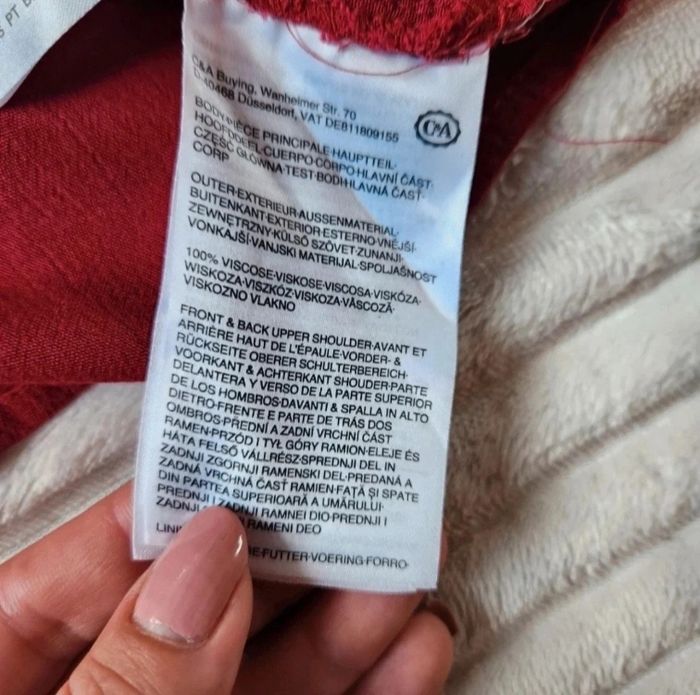 S PT
C&A Buying, Wanheimer Str. 70
D-40468 Düsseldorf, VAT DE811809155
C&A
BODY·PIÈCE PRINCIPALE·HAUPTTEIL·
HOOFDDEEL·CUERPO·CORPO·HLAVNÍ ČÁST·
CZĘŚĆ GŁÓWNA·TEST·BODI·HLAVNÁ ČASŤ·
CORP
OUTER·EXTERIEUR·AUSSENMATERIAL·
BUITENKANT·EXTERIOR·ESTERNO·VNĚJŠÍ·
ZEWNĘTRZNY·KÜLSŐ SZÖVET·ZUNANJI·
VONKAJŠÍ·VANJSKI MATERIJAL·SPOLJAŠNOST
100% VISCOSE·VISKOSE·VISCOSA·VISKÓZA·
WISKOZA·VISZKÓZ·VISKOZA·VÂSCOZĂ·
VISKOZNO VLAKNO
FRONT & BACK UPPER SHOULDER·AVANT ET
ARRIÈRE HAUT DE L'ÉPAULE·VORDER- &
RÜCKSEITE OBERER SCHULTERBEREICH·
VOORKANT & ACHTERKANT SHOUDER·PARTE
DELANTERA Y VERSO DE LA PARTE SUPERIOR
DE LOS HOMBROS·DAVANTI & SPALLA IN ALTO
DIETRO·FRENTE E PARTE DE TRÁS DOS
OMBROS·PŘEDNÍ A ZADNÍ VRCHNÍ ČÁST
RAMEN·PRZÓD I TYŁ GÓRY RAMION·ELEJE ÉS
HÁTA FELSŐ VÁLLRÉSZ·SPREDNJI DEL IN
ZADNJI ZGORNJI RAMENSKI DEL·PREDANÁ A
ZADNÁ VRCHNÁ ČASŤ RAMIEN·FAȚĂ ȘI SPATE
DIN PARTEA SUPERIOARĂ A UMĂRULUI·
PREDNJI I ZADNJI RAMNEI DIO·PREDNJI I
ZADNJI RAMENI DEO
FUTTER·VOERING·FORRO·